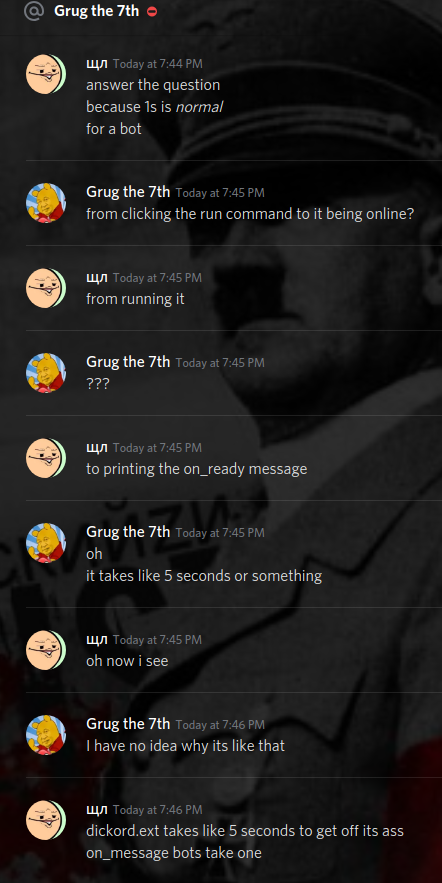 @ Grug the 7th
щл Today at 7:44 PM
answer the question
because 1s is normal
for a bot
Grug the 7th Today at 7:45 PM
from clicking the run command to it being online?
щл Today at 7:45 PM
from running it
Grug the 7th Today at 7:45 PM
???
щл Today at 7:45 PM
to printing the on_ready message
Grug the 7th Today at 7:45 PM
oh
it takes like 5 seconds or something
щл Today at 7:45 PM
oh now i see
Grug the 7th Today at 7:46 PM
I have no idea why its like that
щл Today at 7:46 PM
dickord.ext takes like 5 seconds to get off its ass
on_message bots take one